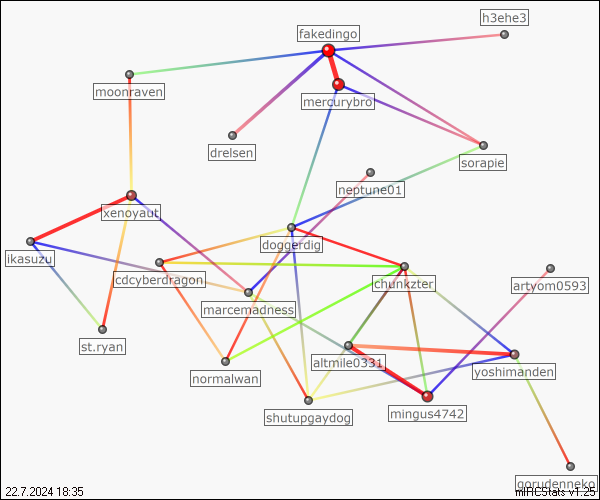 h3ehe3
fakedingo
moonraven
mercurybro
drelsen
sorapie
neptune01
xenoyaut
doggerdig
ikasuzu
cdcyberdragon
chunkzter
artyom0593
marcemadness
st.ryan
altmile0331
yoshimanden
normalwan
shutupgaydog
mingus4742
gorudenneko
22.7.2024 18:35
mIRCStats v1.25